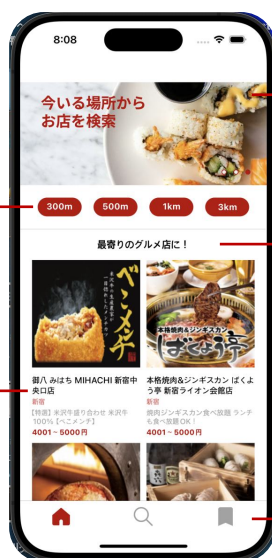 8:08
今いる場所から
お店を検索
300m
500m
1km
3km
最寄りのグルメ店に！
ベニメンチ
本格焼肉&ジンギスカン
ばくよう亭
御八 みはち MIHACHI 新宿中
央口店
新宿
【特選】米沢牛盛り合わせ 米沢牛
100%【べこメンチ】
4001~5000円
本格焼肉&ジンギスカン ばくよ
う亭 新宿ライオン会館店
新宿
焼肉ジンギスカン食べ放題 ランチ
も食べ放題OK！
4001~5000円